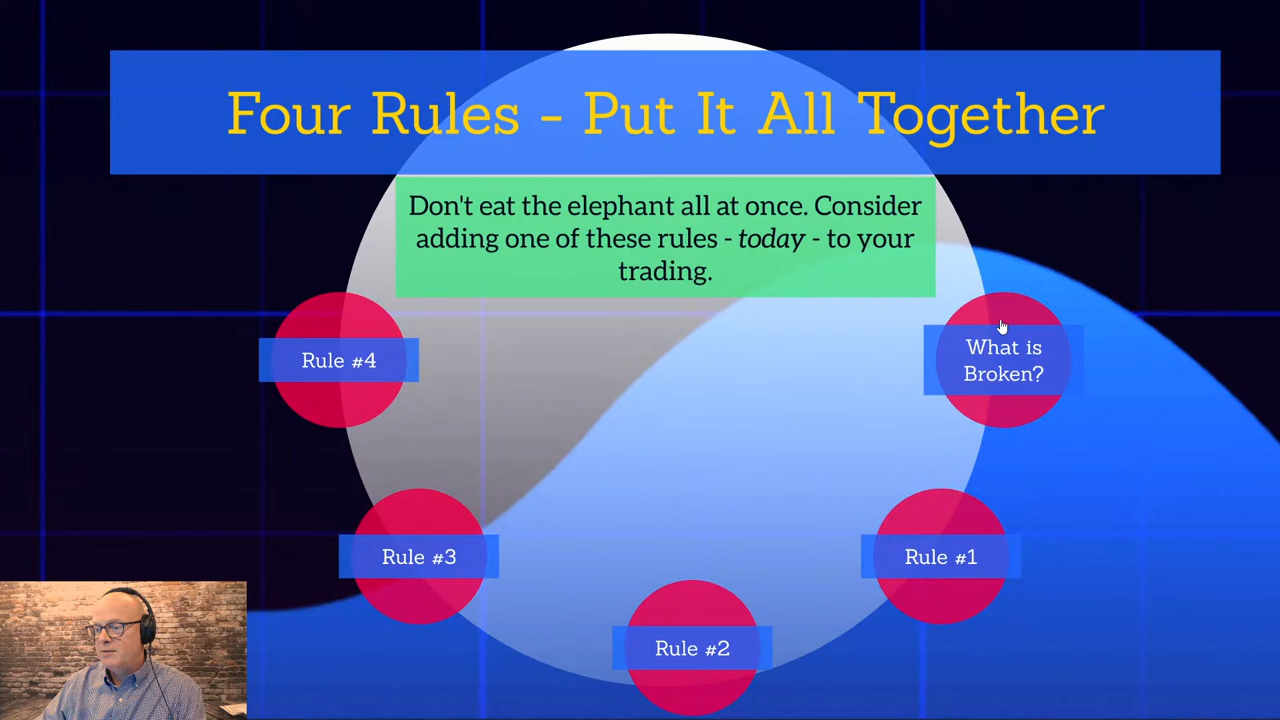 Four Rules - Put It All Together
Don't eat the elephant all at once. Consider
adding one of these rules - today - to your
trading.
Rule #4
What is
Broken?
Rule #3
Rule #1
Rule #2